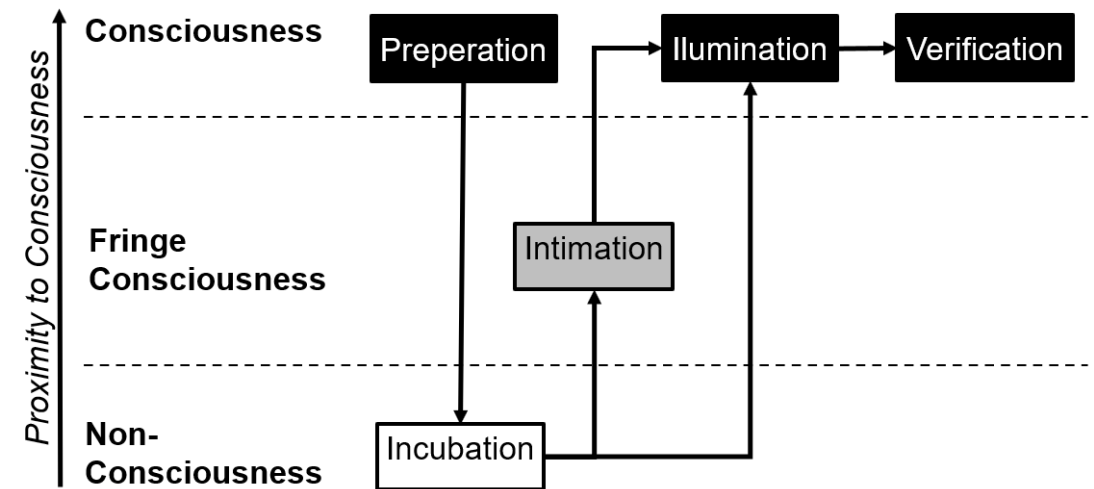 Proximity to Consciousness
Consciousness
Preperation
Ilumination
Verification
Fringe
Consciousness
Intimation
Non-
Consciousness
Incubation